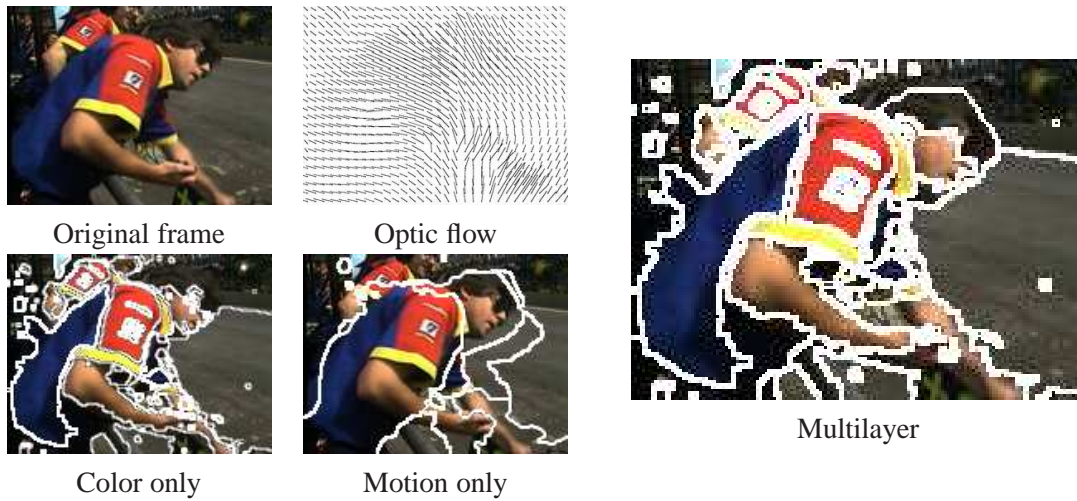 Original frame
Optic flow
Color only
Motion only
Multilayer